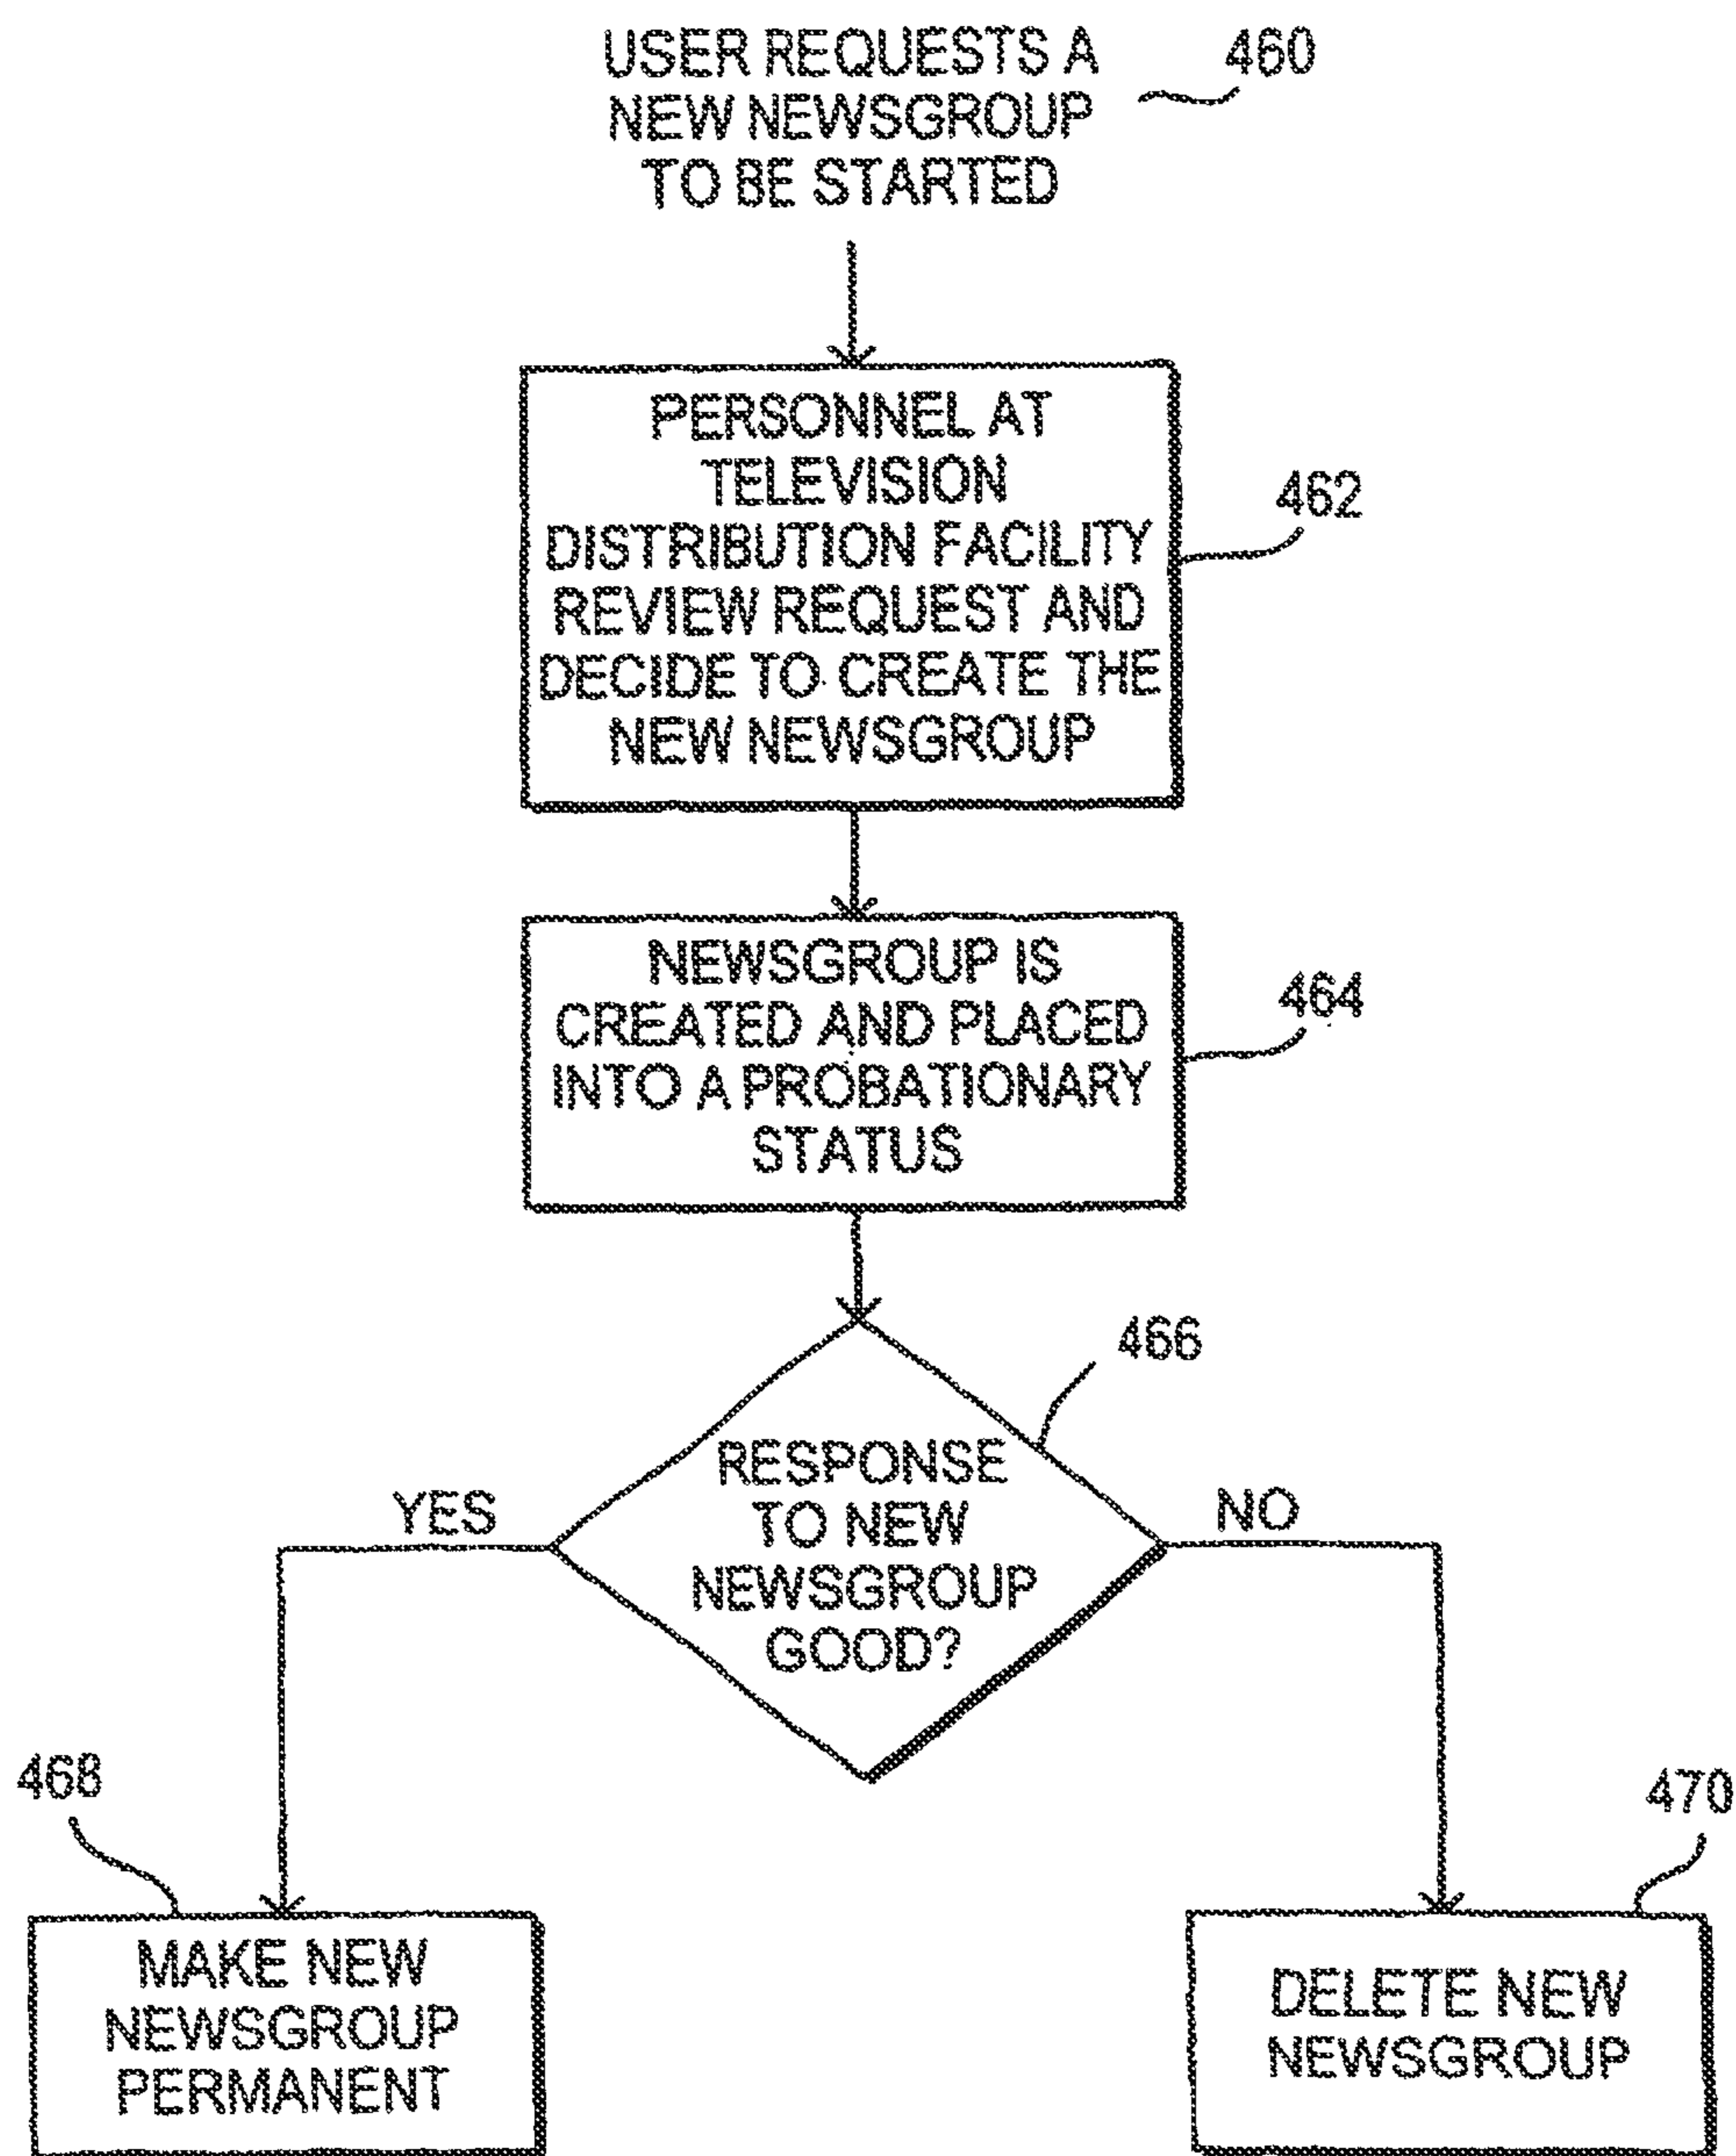 USER REQUESTS A
NEW NEWSGROUP
TO BE STARTED
460
PERSONNEL AT
TELEVISION
DISTRIBUTION FACILITY
REVIEW REQUEST AND
DECIDE TO CREATE THE
NEW NEWSGROUP
462
NEWSGROUP IS
CREATED AND PLACED
INTO A PROBATIONARY
STATUS
464
466
RESPONSE
TO NEW
NEWSGROUP
GOOD?
YES
NO
468
MAKE NEW
NEWSGROUP
PERMANENT
470
DELETE NEW
NEWSGROUP